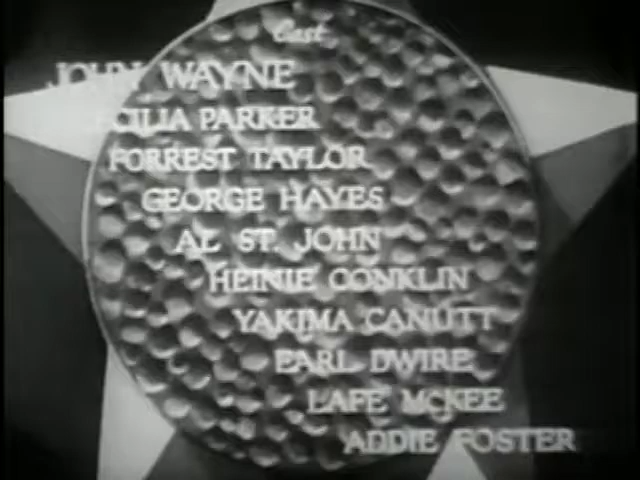 Cast
JOHN WAYNE
CECILIA PARKER
FORREST TAYLOR
GEORGE HAYES
AL ST. JOHN
HEINIE CONKLIN
YAKIMA CANUTT
EARL DWIRE
LAFE McKEE
ADDIE FOSTER